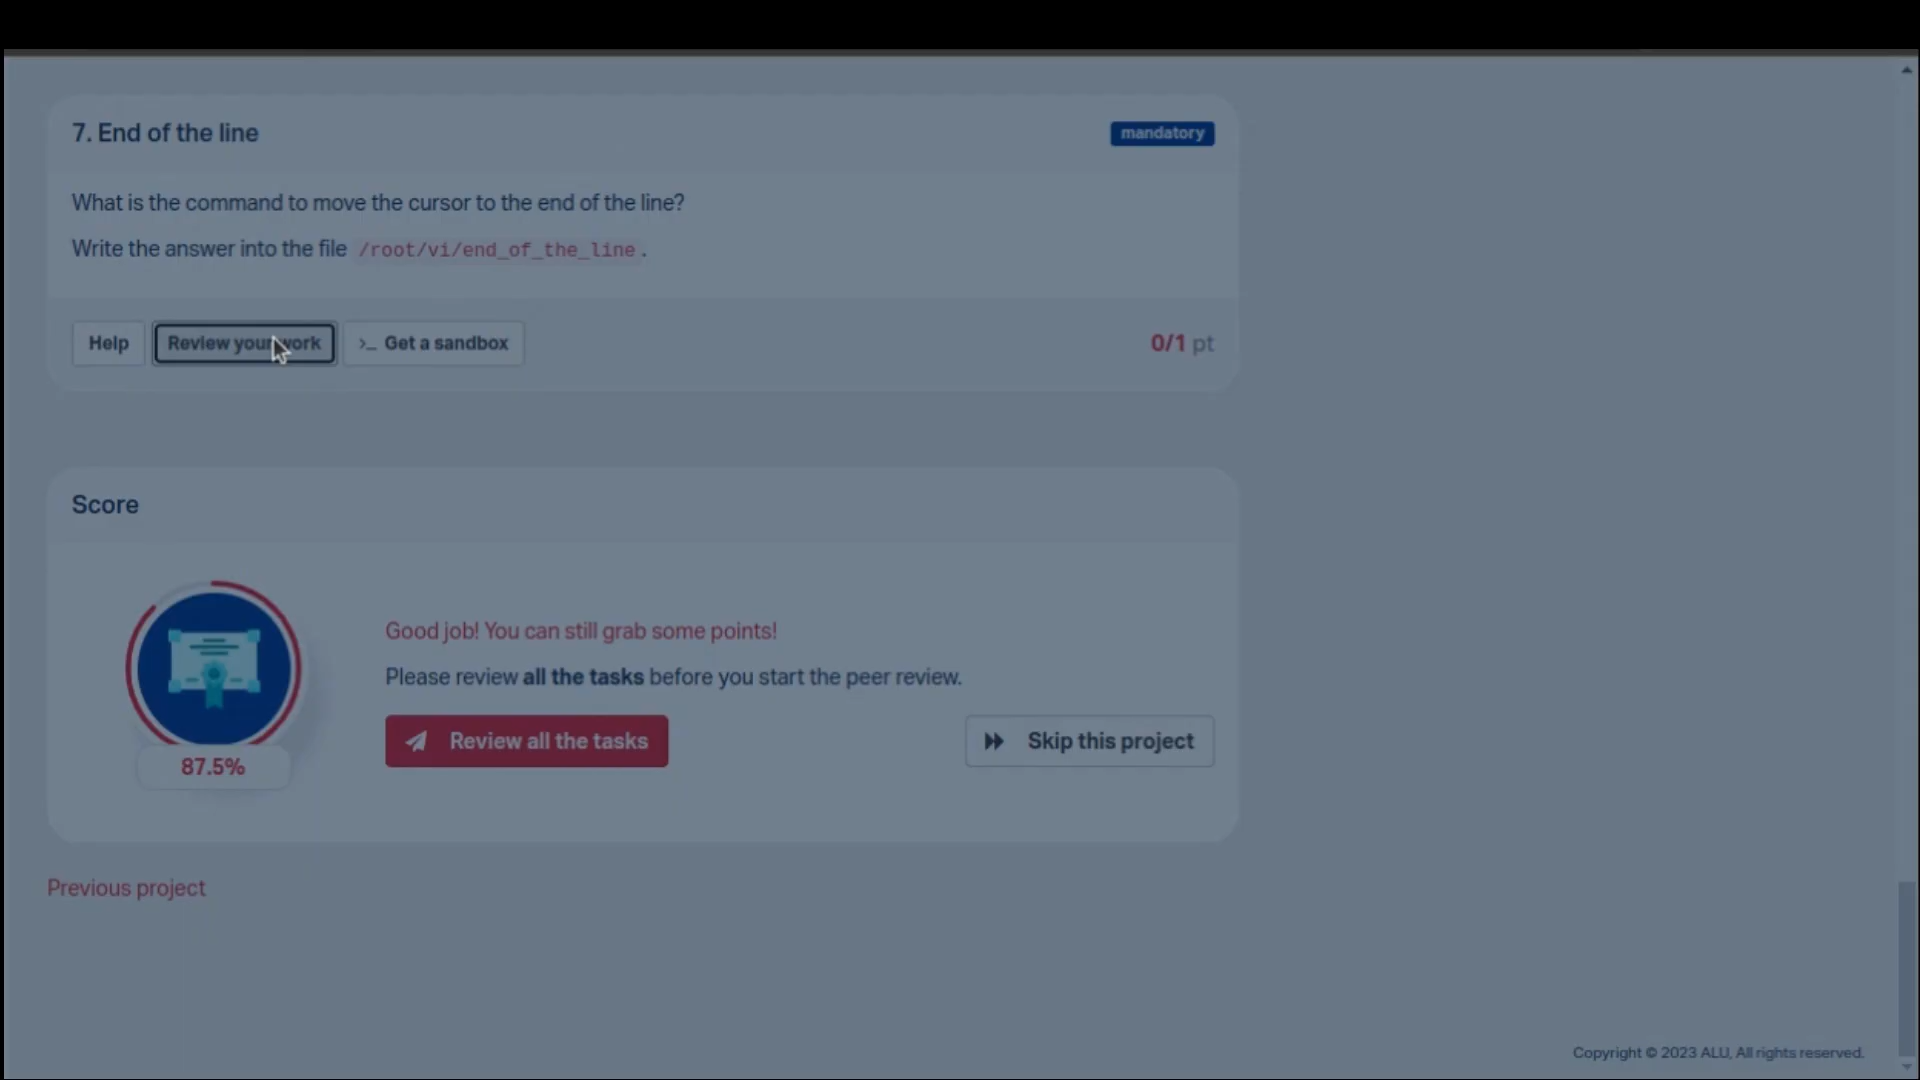 7. End of the line
mandatory
What is the command to move the cursor to the end of the line?
Write the answer into the file /root/vi/end_of_the_line .
Help
Review your work
>_ Get a sandbox
0/1 pt
Score
Good job! You can still grab some points!
Please review all the tasks before you start the peer review.
Review all the tasks
Skip this project
87.5%
Previous project
Copyright © 2023 ALU, All rights reserved.